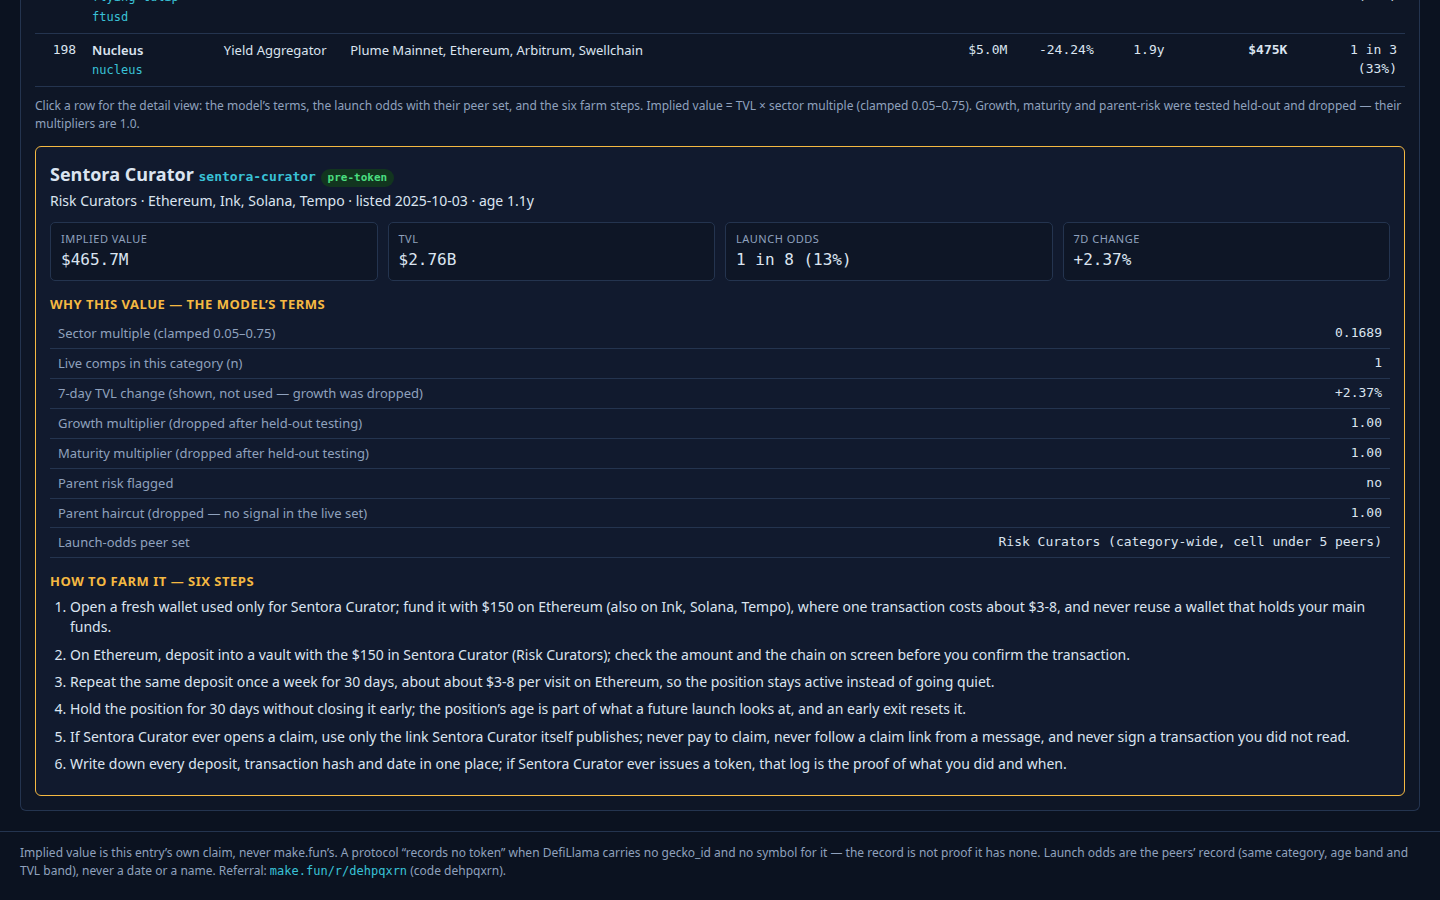 ftusd
198 Nucleus Yield Aggregator Plume Mainnet, Ethereum, Arbitrum, Swellchain $5.0M -24.24% 1.9y $475K 1 in 3
nucleus (33%)
Click a row for the detail view: the model's terms, the launch odds with their peer set, and the six farm steps. Implied value = TVL × sector multiple (clamped 0.05–0.75). Growth, maturity and parent-risk were tested held-out and dropped — their
multipliers are 1.0.
Sentora Curator sentora-curator pre-token
Risk Curators · Ethereum, Ink, Solana, Tempo · listed 2025-10-03 · age 1.1y
IMPLIED VALUE TVL LAUNCH ODDS 7D CHANGE
$465.7M $2.76B 1 in 8 (13%) +2.37%
WHY THIS VALUE — THE MODEL'S TERMS
Sector multiple (clamped 0.05–0.75) 0.1689
Live comps in this category (n) 1
7-day TVL change (shown, not used — growth was dropped) +2.37%
Growth multiplier (dropped after held-out testing) 1.00
Maturity multiplier (dropped after held-out testing) 1.00
Parent risk flagged no
Parent haircut (dropped — no signal in the live set) 1.00
Launch-odds peer set Risk Curators (category-wide, cell under 5 peers)
HOW TO FARM IT — SIX STEPS
1. Open a fresh wallet used only for Sentora Curator; fund it with $150 on Ethereum (also on Ink, Solana, Tempo), where one transaction costs about $3-8, and never reuse a wallet that holds your main
funds.
2. On Ethereum, deposit into a vault with the $150 in Sentora Curator (Risk Curators); check the amount and the chain on screen before you confirm the transaction.
3. Repeat the same deposit once a week for 30 days, about about $3-8 per visit on Ethereum, so the position stays active instead of going quiet.
4. Hold the position for 30 days without closing it early; the position's age is part of what a future launch looks at, and an early exit resets it.
5. If Sentora Curator ever opens a claim, use only the link Sentora Curator itself publishes; never pay to claim, never follow a claim link from a message, and never sign a transaction you did not read.
6. Write down every deposit, transaction hash and date in one place; if Sentora Curator ever issues a token, that log is the proof of what you did and when.
Implied value is this entry's own claim, never make.fun's. A protocol “records no token” when DefiLlama carries no gecko_id and no symbol for it — the record is not proof it has none. Launch odds are the peers' record (same category, age band and
TVL band), never a date or a name. Referral: make.fun/r/dehpqxrn (code dehpqxrn).